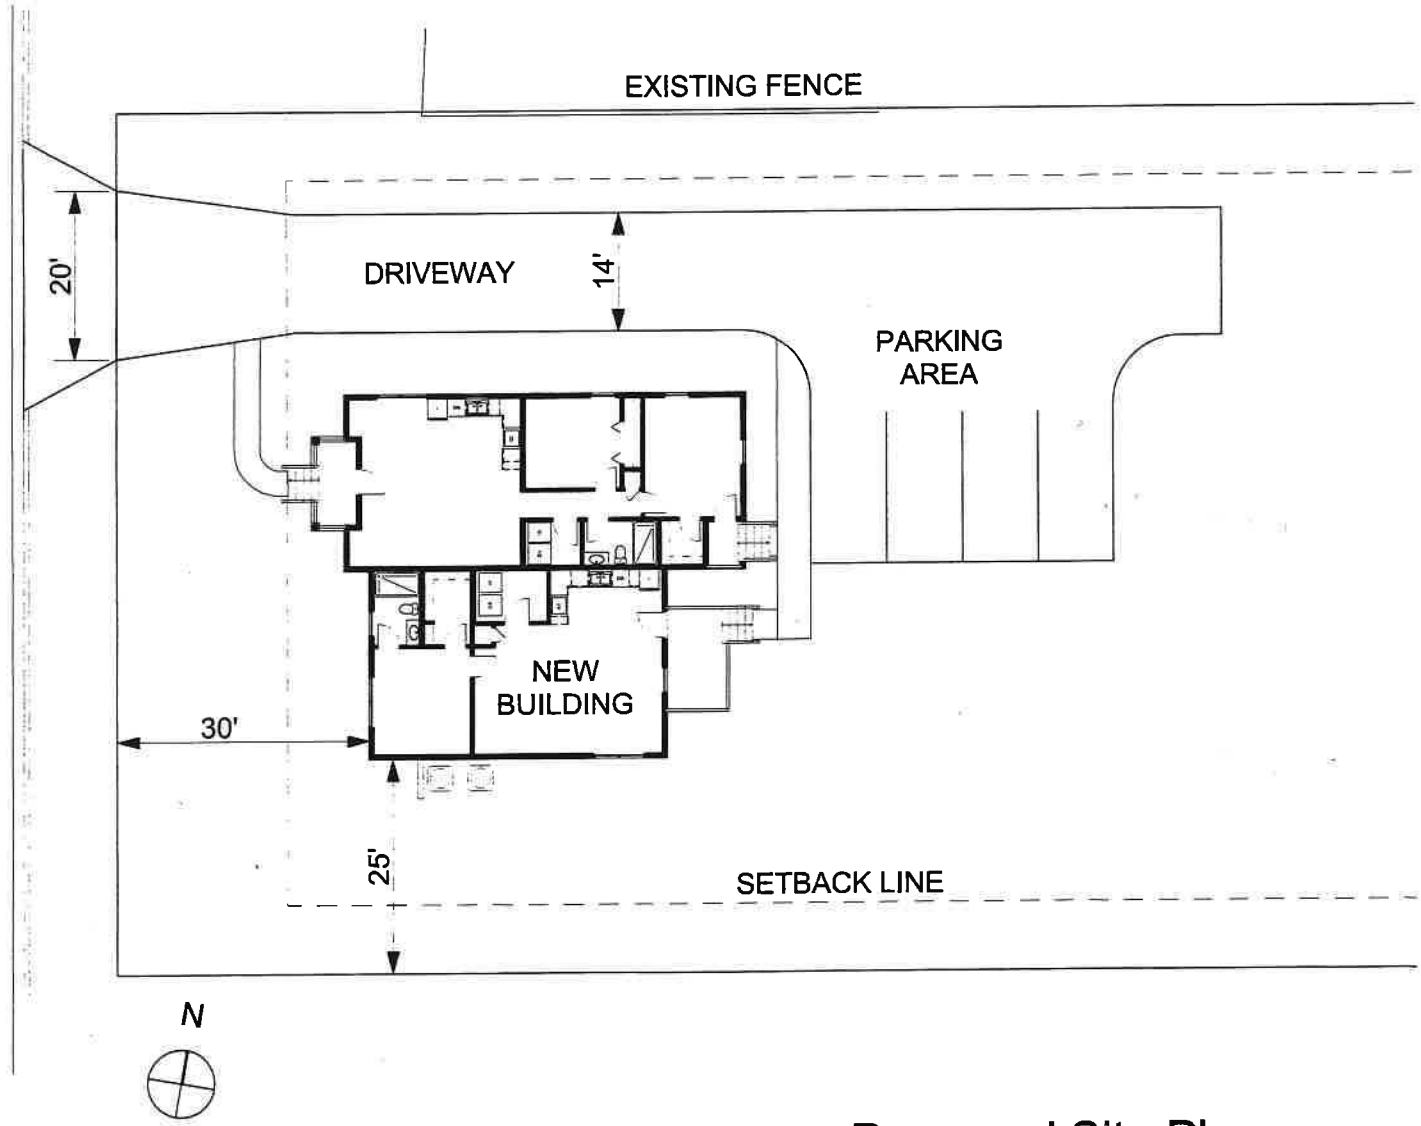 EXISTING FENCE
20'
DRIVEWAY
14'
PARKING
AREA
NEW
BUILDING
30'
25'
SETBACK LINE
N